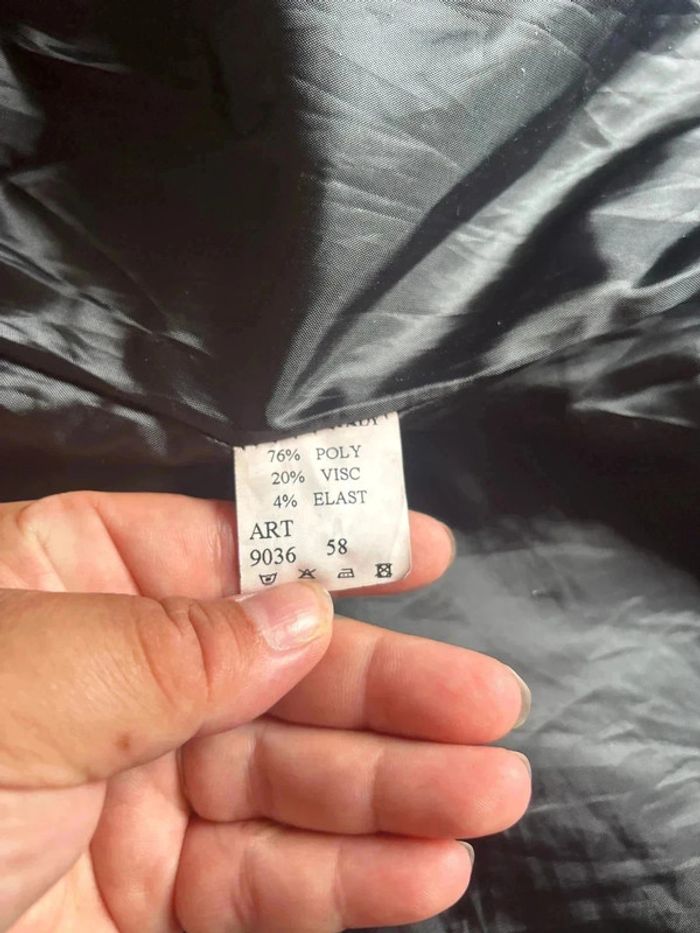 76% POLY
20% VISC
4% ELAST
ART
9036 58